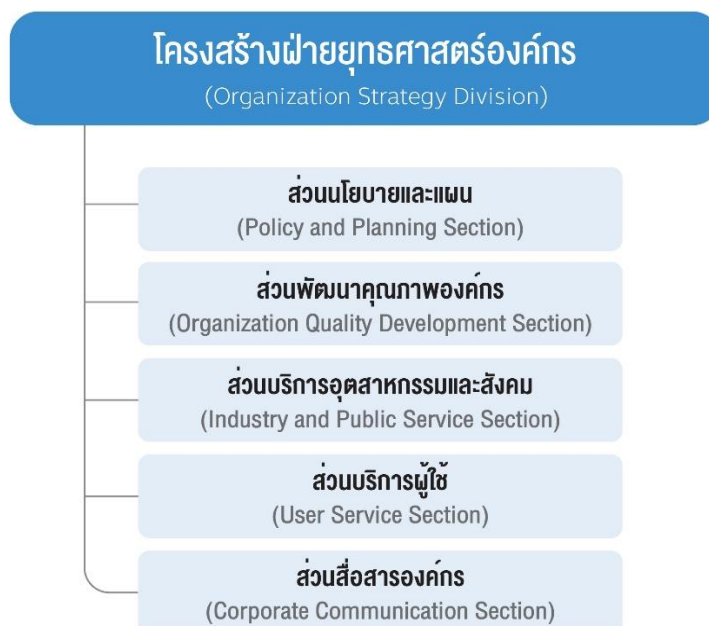 โครงสร้างฝ่ายยุทธศาสตร์องค์กร
(Organization Strategy Division)
ส่วนนโยบายและแผน
(Policy and Planning Section)
ส่วนพัฒนาคุณภาพองค์กร
(Organization Quality Development Section)
ส่วนบริการอุตสาหกรรมและสังคม
(Industry and Public Service Section)
ส่วนบริการผู้ใช้
(User Service Section)
ส่วนสื่อสารองค์กร
(Corporate Communication Section)